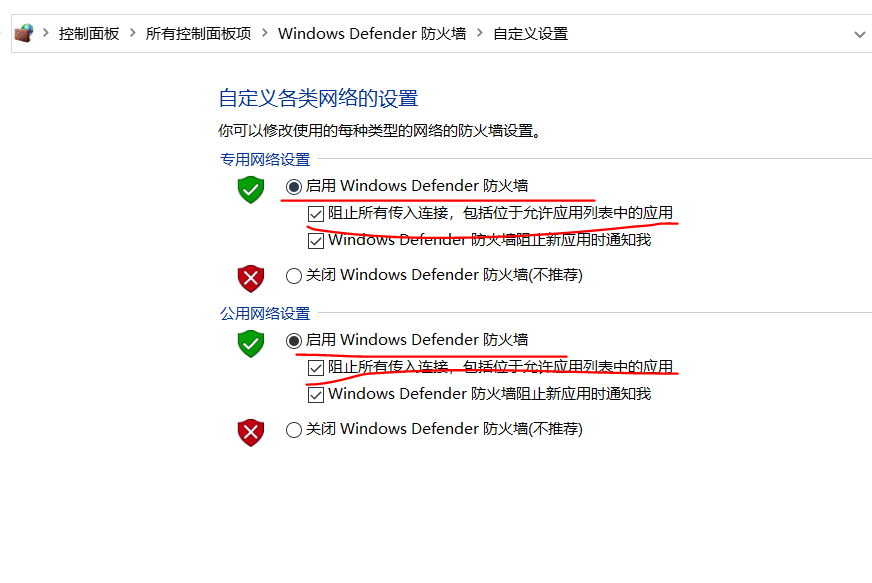 控制面板 > 所有控制面板项 > Windows Defender 防火墙 > 自定义设置
自定义各类网络的设置
你可以修改使用的每种类型的网络的防火墙设置。
专用网络设置
启用 Windows Defender 防火墙
阻止所有传入连接，包括位于允许应用列表中的应用
Windows Defender 防火墙阻止新应用时通知我
关闭 Windows Defender 防火墙(不推荐)
公用网络设置
启用 Windows Defender 防火墙
阻止所有传入连接，包括位于允许应用列表中的应用
Windows Defender 防火墙阻止新应用时通知我
关闭 Windows Defender 防火墙(不推荐)